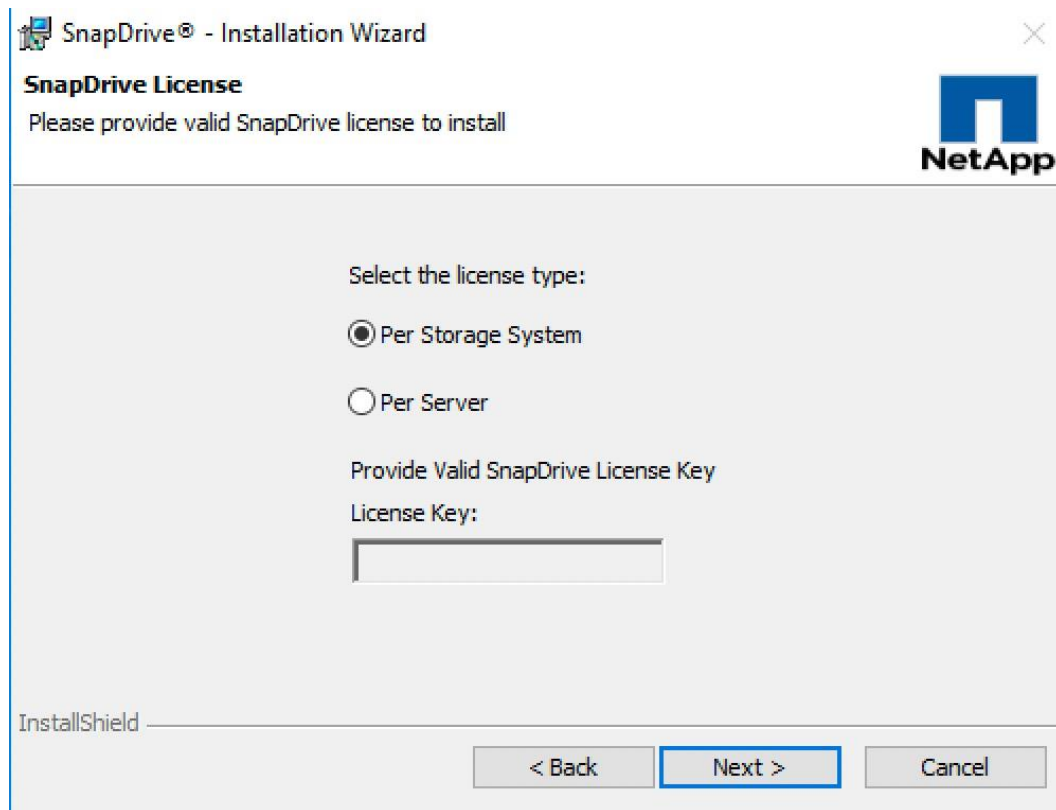 SnapDrive® - Installation Wizard
SnapDrive License
Please provide valid SnapDrive license to install
NetApp
Select the license type:
Per Storage System
Per Server
Provide Valid SnapDrive License Key
License Key:
InstallShield
< Back Next > Cancel